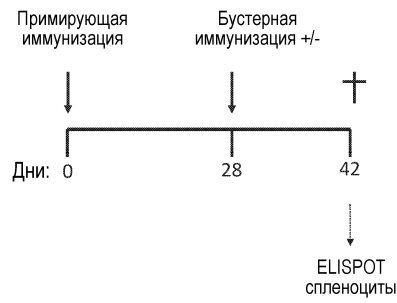 Примирующая
иммунизация
Бустерная
иммунизация +/-
Дни: 0 28 42
ELISPOT
спленоциты